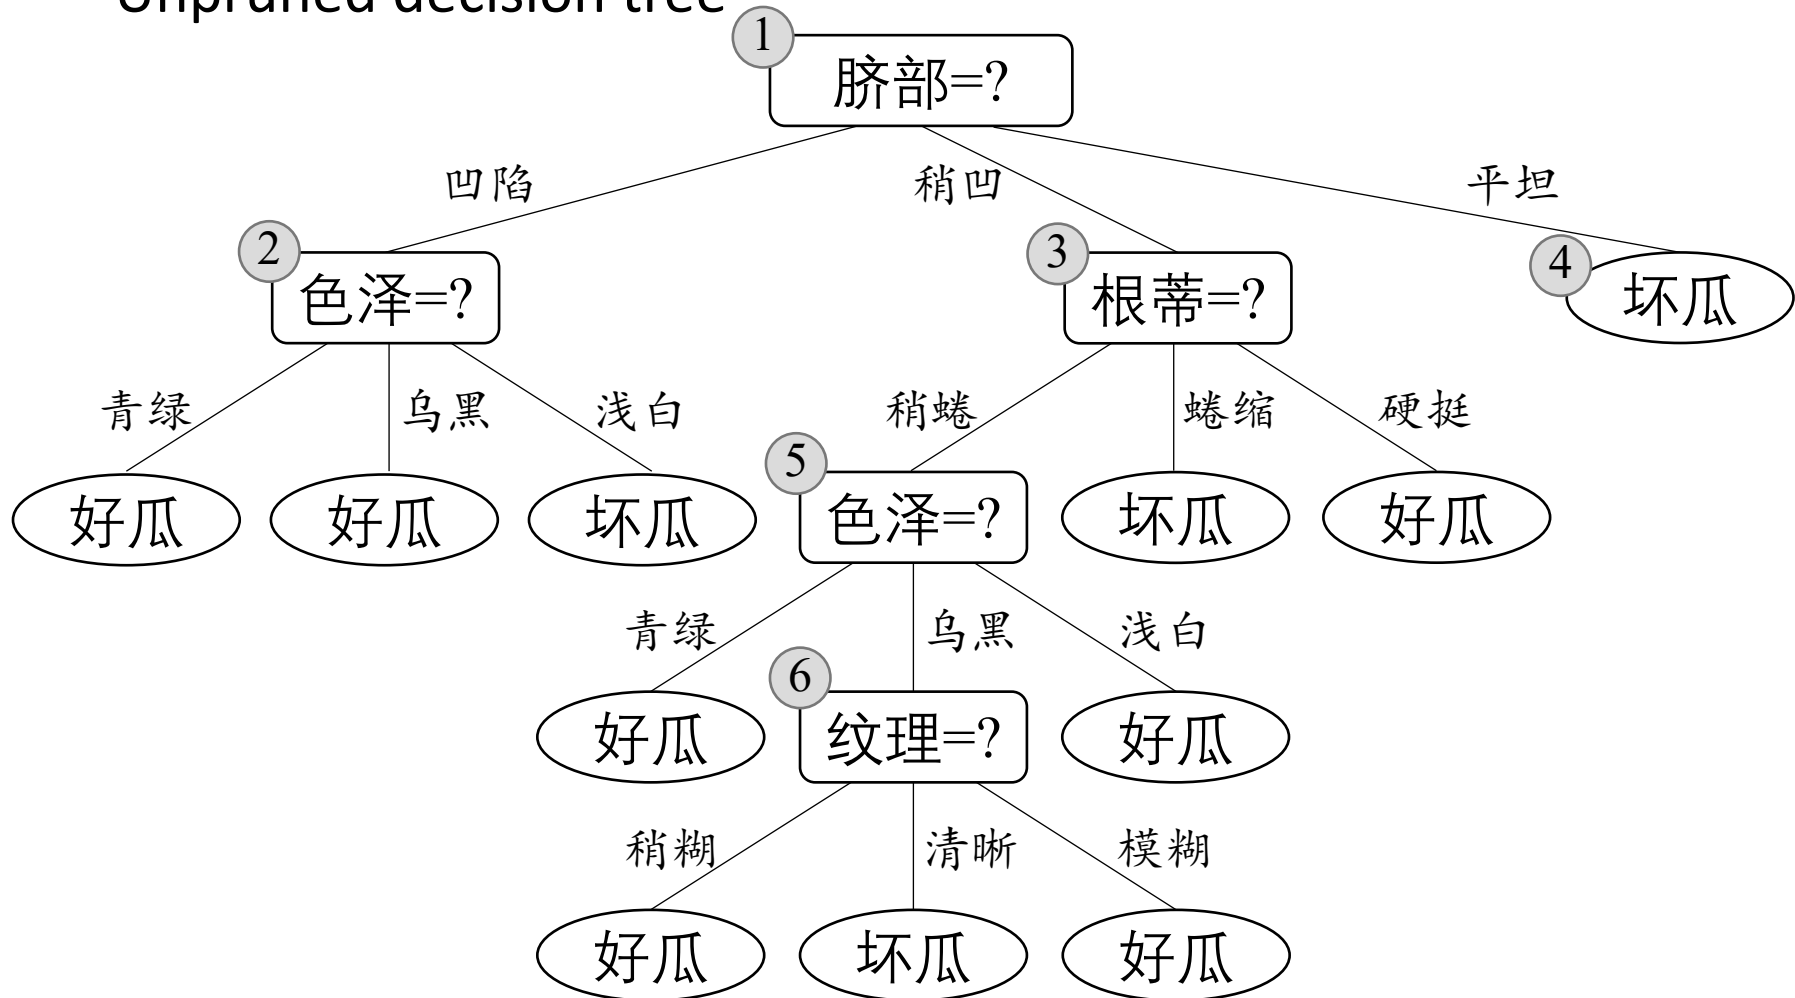 Unpruned decision tree
1
脐部=?
凹陷
稍凹
平坦
2
色泽=?
3
根蒂=?
4
坏瓜
青绿
乌黑
浅白
稍蜷
蜷缩
硬挺
好瓜
好瓜
坏瓜
5
色泽=?
坏瓜
好瓜
青绿
乌黑
浅白
好瓜
6
纹理=?
好瓜
稍糊
清晰
模糊
好瓜
坏瓜
好瓜